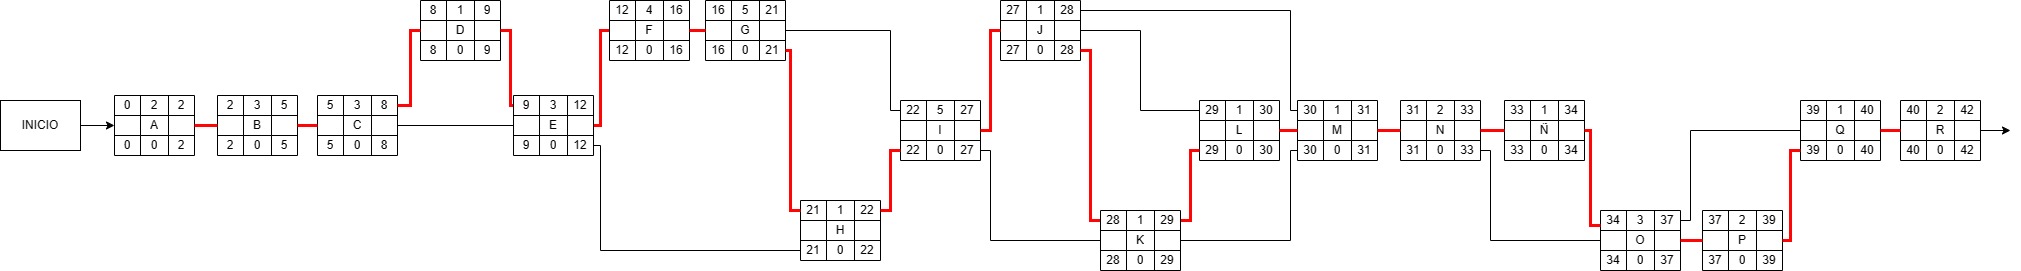 INICIO
0 2 2
A
0 0 2
2 3 5
B
2 0 5
5 3 8
C
5 0 8
8 1 9
D
8 0 9
9 3 12
E
9 0 12
12 4 16
F
12 0 16
16 5 21
G
16 0 21
21 1 22
H
21 0 22
22 5 27
I
22 0 27
27 1 28
J
27 0 28
28 1 29
K
28 0 29
29 1 30
L
29 0 30
30 1 31
M
30 0 31
31 2 33
N
31 0 33
33 1 34
Ñ
33 0 34
34 3 37
O
34 0 37
37 2 39
P
37 0 39
39 1 40
Q
39 0 40
40 2 42
R
40 0 42